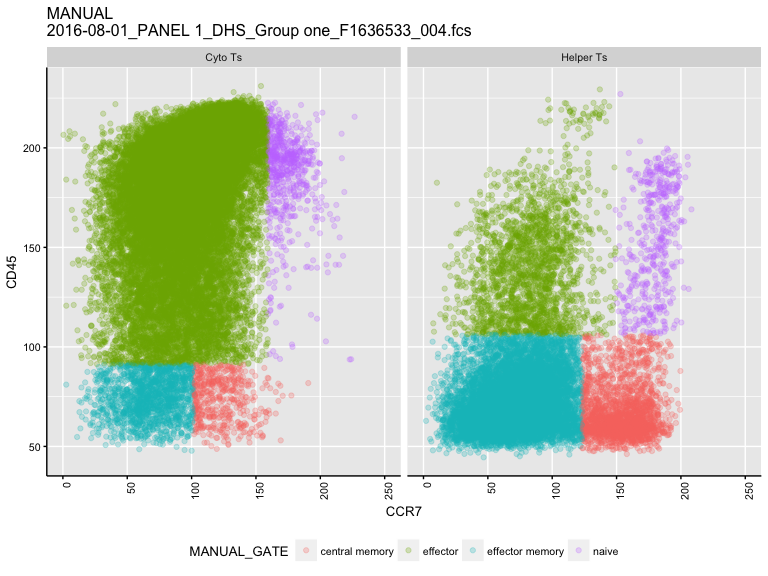 MANUAL
2016-08-01_PANEL 1_DHS_Group one_F1636533_004.fcs
Cyto Ts
Helper Ts
CD45
200
150
100
50
0
50
100
150
200
250
0
50
100
150
200
250
CCR7
MANUAL_GATE
central memory
effector
effector memory
naive